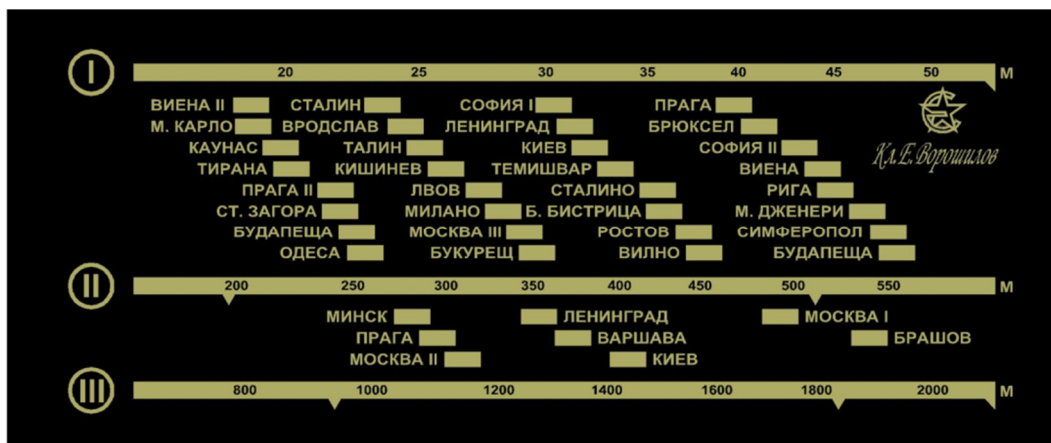 I 20 25 30 35 40 45 50 М
ВИЕНА II СТАЛИН СОФИЯ I ПРАГА
М. КАРЛО ВРОДСЛАВ ЛЕНИНГРАД БРЮКСЕЛ
КАУНАС ТАЛИН КИЕВ СОФИЯ II
ТИРАНА КИШИНЕВ ТЕМИШВАР ВИЕНА
ПРАГА II ЛВОВ СТАЛИНО РИГА
СТ. ЗАГОРА МИЛАНО Б. БИСТРИЦА М. ДЖЕНЕРИ
БУДАПЕЩА МОСКВА III РОСТОВ СИМФЕРОПОЛ
ОДЕСА БУКУРЕЩ ВИЛНО БУДАПЕЩА
Кл.Е.Ворошилов
II 200 250 300 350 400 450 500 550 М
МИНСК ЛЕНИНГРАД МОСКВА I
ПРАГА ВАРШАВА БРАШОВ
МОСКВА II КИЕВ
III 800 1000 1200 1400 1600 1800 2000 М